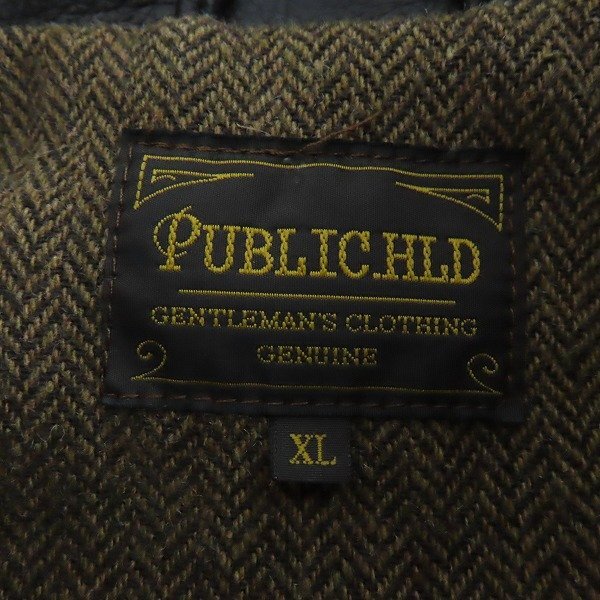 PUBLIC.HLD
GENTLEMAN'S CLOTHING
GENUINE
XL